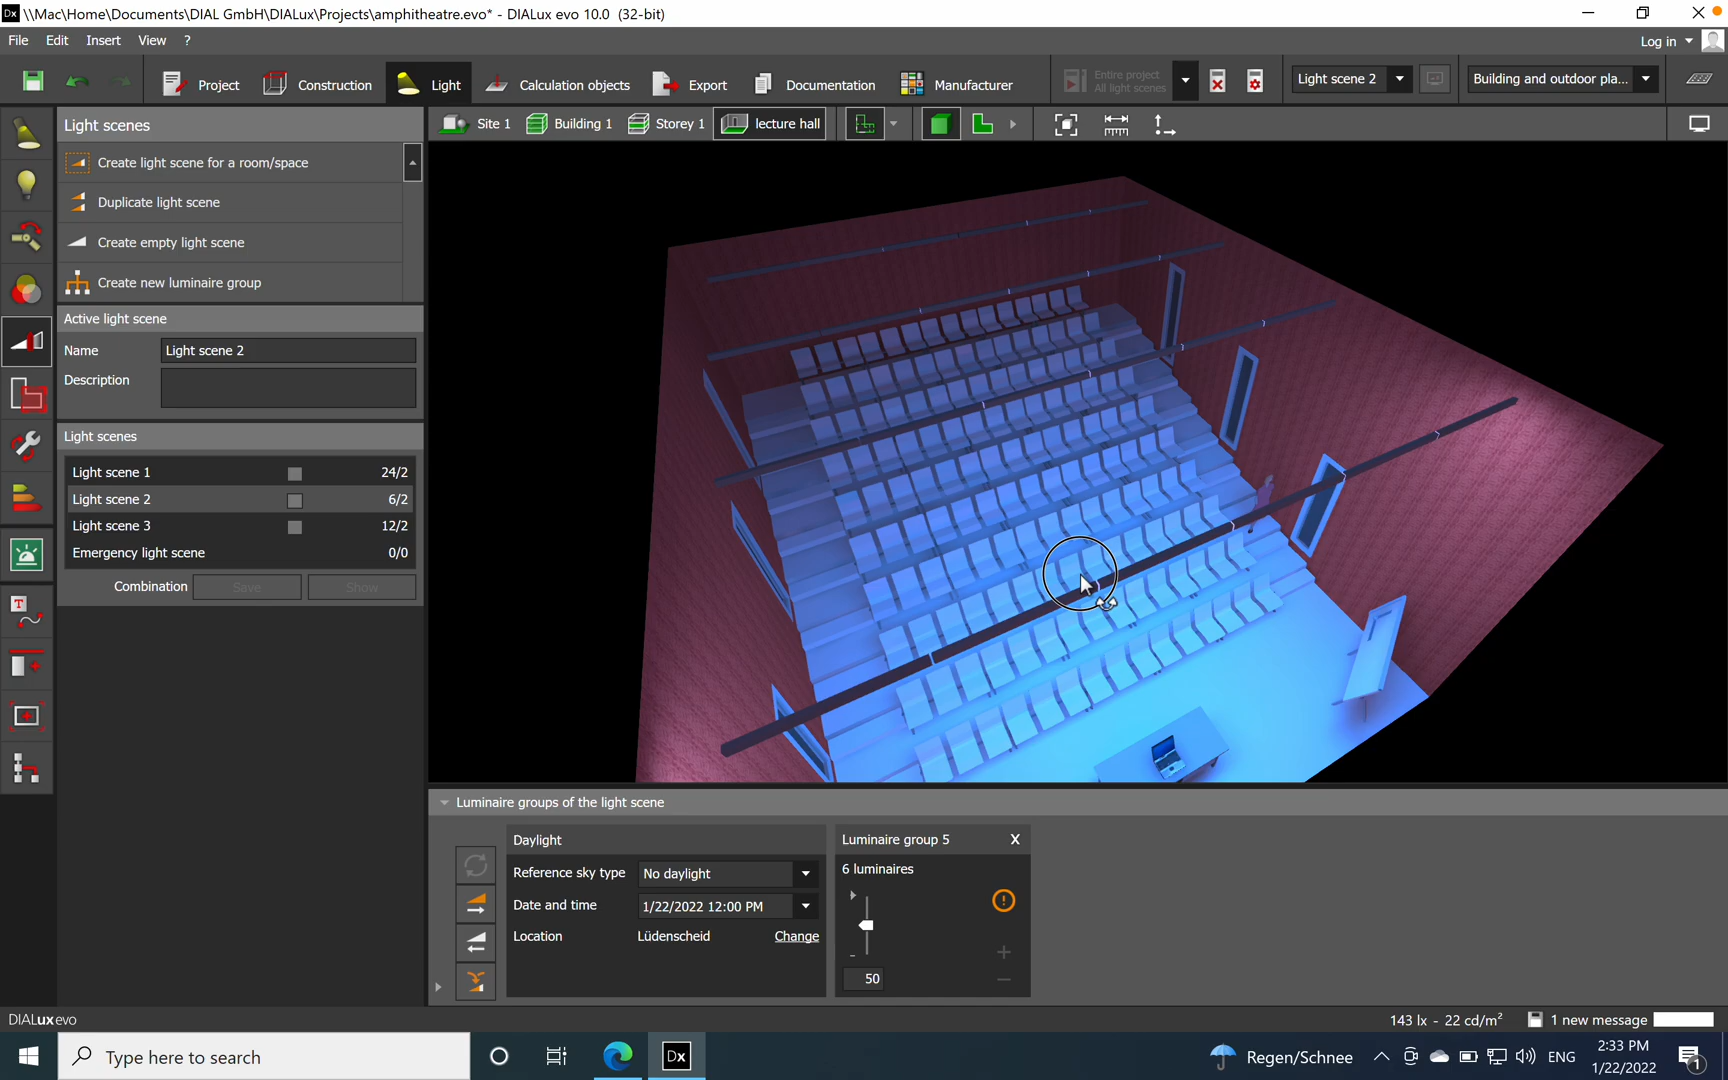 Dx \\Mac\Home\Documents\DIAL GmbH\DIALux\Projects\amphitheatre.evo* - DIALux evo 10.0 (32-bit)
File Edit Insert View ?
Log in
Project Construction Light Calculation objects Export Documentation Manufacturer
Entire project
All light scenes
Light scene 2
Building and outdoor pla...
Light scenes
Site 1 Building 1 Storey 1 lecture hall
Create light scene for a room/space
Duplicate light scene
Create empty light scene
Create new luminaire group
Active light scene
Name Light scene 2
Description
Light scenes
Light scene 1 24/2
Light scene 2 6/2
Light scene 3 12/2
Emergency light scene 0/0
Combination Save Show
Luminaire groups of the light scene
Daylight
Reference sky type No daylight
Date and time 1/22/2022 12:00 PM
Location Lüdenscheid Change
Luminaire group 5 X
6 luminaires
50
DIALux evo
143 lx - 22 cd/m² 1 new message
Type here to search
Dx
Regen/Schnee
ENG
2:33 PM
1/22/2022
1